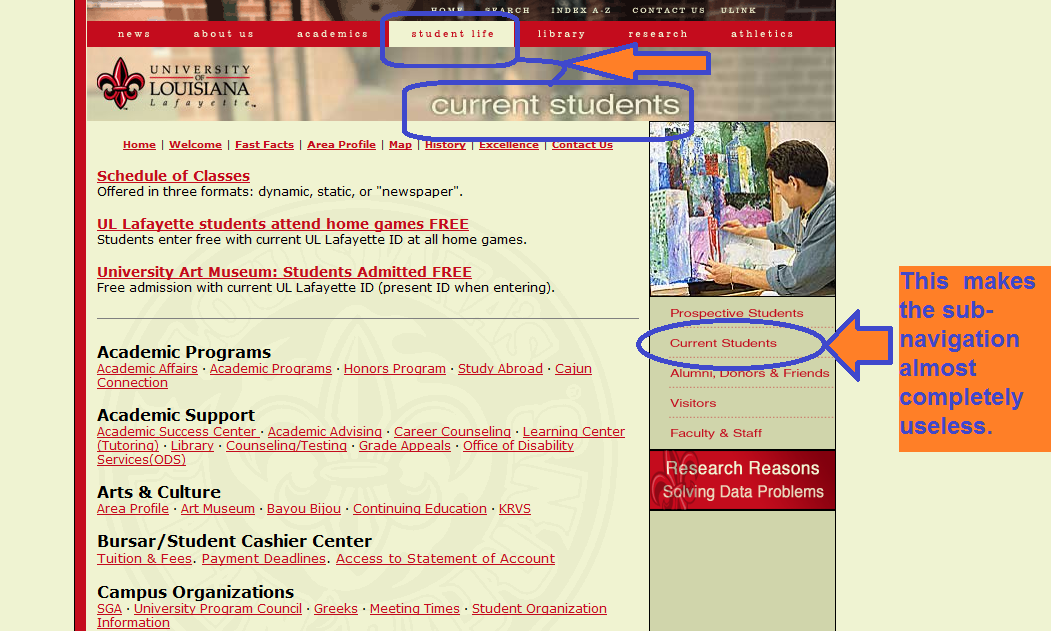 HOME SEARCH INDEX A-Z CONTACT US ULINK
news about us academics student life library research athletics
UNIVERSITY
OF
LOUISIANA
Lafayette™
current students
Home | Welcome | Fast Facts | Area Profile | Map | History | Excellence | Contact Us
Schedule of Classes
Offered in three formats: dynamic, static, or "newspaper".
UL Lafayette students attend home games FREE
Students enter free with current UL Lafayette ID at all home games.
University Art Museum: Students Admitted FREE
Free admission with current UL Lafayette ID (present ID when entering).
Academic Programs
Academic Affairs · Academic Programs · Honors Program · Study Abroad · Cajun
Connection
Academic Support
Academic Success Center · Academic Advising · Career Counseling · Learning Center
(Tutoring) · Library · Counseling/Testing · Grade Appeals · Office of Disability
Services(ODS)
Arts & Culture
Area Profile · Art Museum · Bayou Bijou · Continuing Education · KRVS
Bursar/Student Cashier Center
Tuition & Fees. Payment Deadlines. Access to Statement of Account
Campus Organizations
SGA · University Program Council · Greeks · Meeting Times · Student Organization
Information
Prospective Students
Current Students
Alumni, Donors & Friends
Visitors
Faculty & Staff
Research Reasons
Solving Data Problems
This makes
the sub-
navigation
almost
completely
useless.